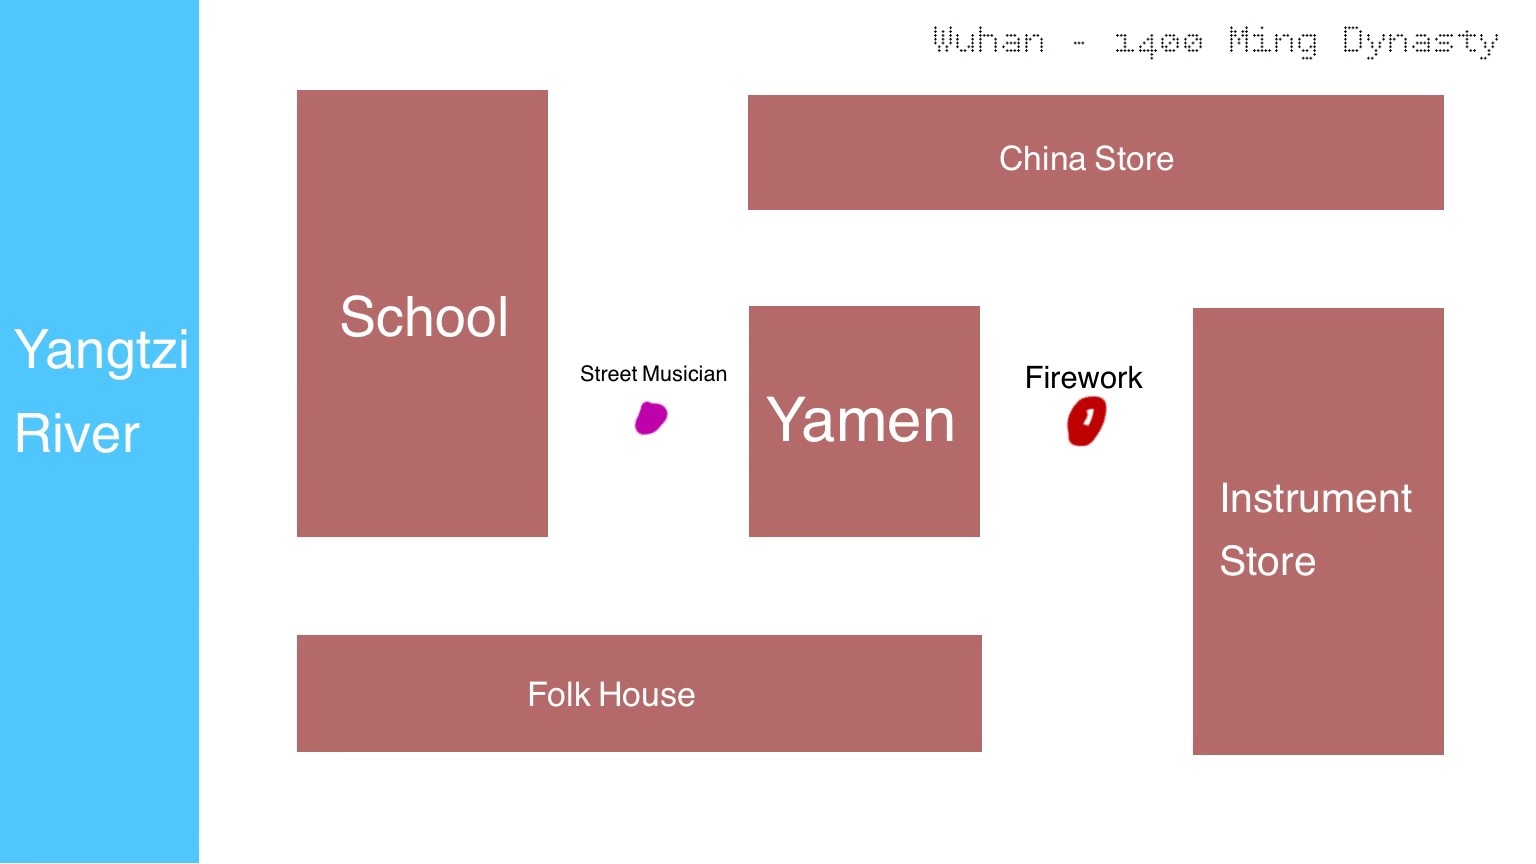 Wuhan - 1400 Ming Dynasty
China Store
School
Yangtzi
River
Street Musician
Yamen
Firework
Instrument
Store
Folk House